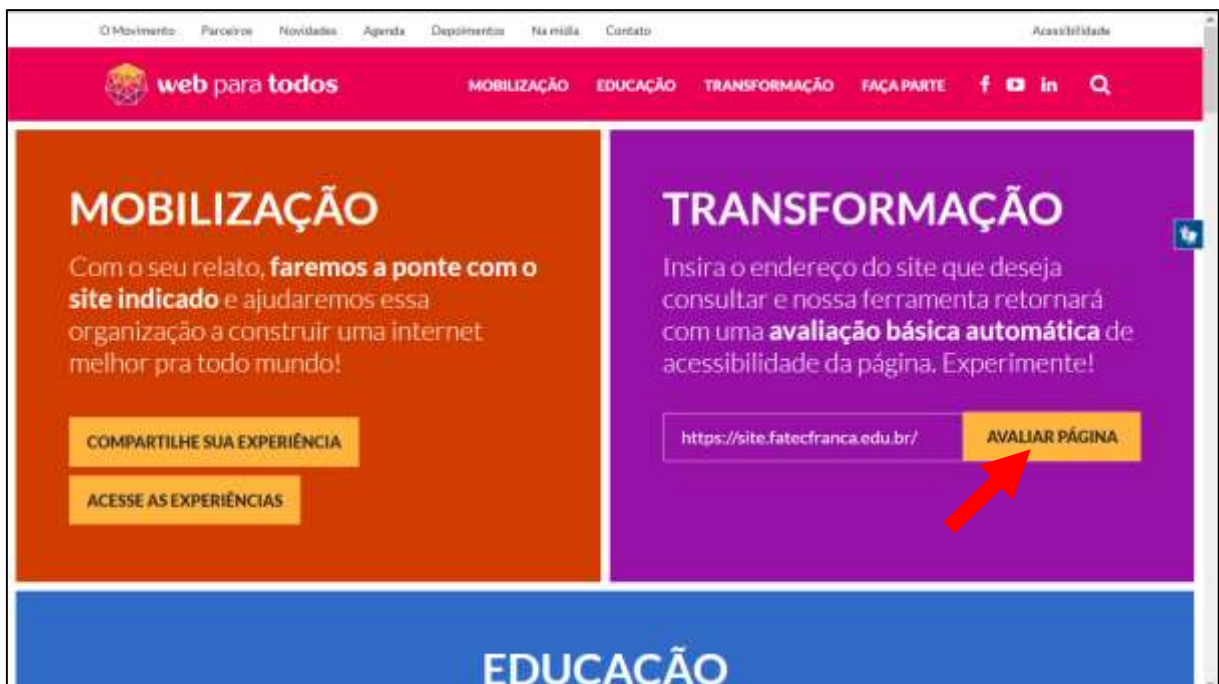 O Movimento Parceiros Novidades Agenda Depoimentos Na mídia Contato Acessibilidade
web para todos MOBILIZAÇÃO EDUCAÇÃO TRANSFORMAÇÃO FAÇA PARTE f in
MOBILIZAÇÃO
Com o seu relato, faremos a ponte com o
site indicado e ajudaremos essa
organização a construir uma internet
melhor pra todo mundo!
COMPARTILHE SUA EXPERIÊNCIA
ACESSE AS EXPERIÊNCIAS
TRANSFORMAÇÃO
Insira o endereço do site que deseja
consultar e nossa ferramenta retornará
com uma avaliação básica automática de
acessibilidade da página. Experimente!
https://site.fatecfranca.edu.br/ AVALIAR PÁGINA
EDUCAÇÃO